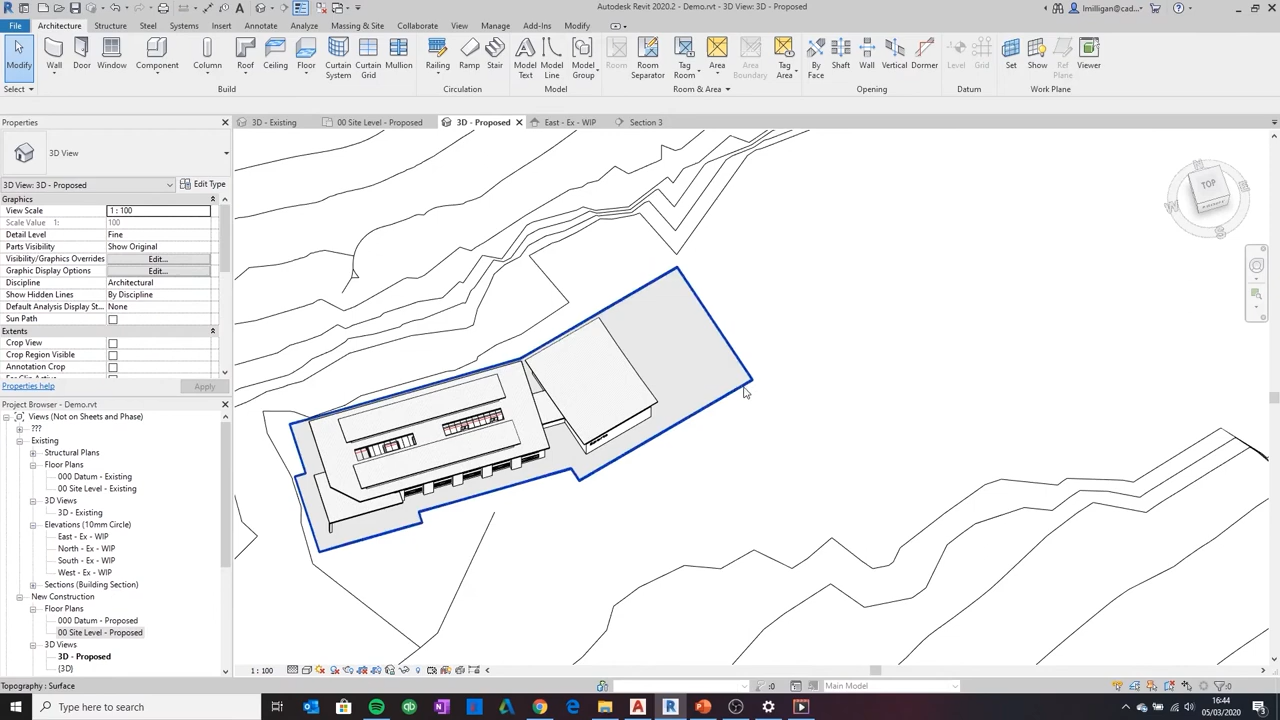 Autodesk Revit 2020.2 - Demo.rvt - 3D View: 3D - Proposed
lmilligan@cad...
File Architecture Structure Steel Systems Insert Annotate Analyze Massing & Site Collaborate View Manage Add-Ins Modify
Modify Wall Door Window Component Column Roof Ceiling Floor Curtain System Curtain Grid Mullion Railing Ramp Stair Model Text Model Line Model Group Room Room Separator Tag Room Area Area Boundary Tag Area By Face Shaft Wall Vertical Dormer Level Grid Set Show Ref Plane Viewer
Select Build Circulation Model Room & Area Opening Datum Work Plane
Properties
3D - Existing 00 Site Level - Proposed 3D - Proposed East - Ex - WIP Section 3
3D View
3D View: 3D - Proposed Edit Type
Graphics
View Scale 1 : 100
Scale Value 1: 100
Detail Level Fine
Parts Visibility Show Original
Visibility/Graphics Overrides Edit...
Graphic Display Options Edit...
Discipline Architectural
Show Hidden Lines By Discipline
Default Analysis Display St... None
Sun Path
Extents
Crop View
Crop Region Visible
Annotation Crop
Properties help Apply
Project Browser - Demo.rvt
Views (Not on Sheets and Phase)
???
Existing
Structural Plans
Floor Plans
000 Datum - Existing
00 Site Level - Existing
3D Views
3D - Existing
Elevations (10mm Circle)
East - Ex - WIP
North - Ex - WIP
South - Ex - WIP
West - Ex - WIP
Sections (Building Section)
New Construction
Floor Plans
000 Datum - Proposed
00 Site Level - Proposed
3D Views
3D - Proposed
{3D}
TOP
1 : 100
Topography : Surface
:0 Main Model :0
Type here to search
16:44
05/03/2020